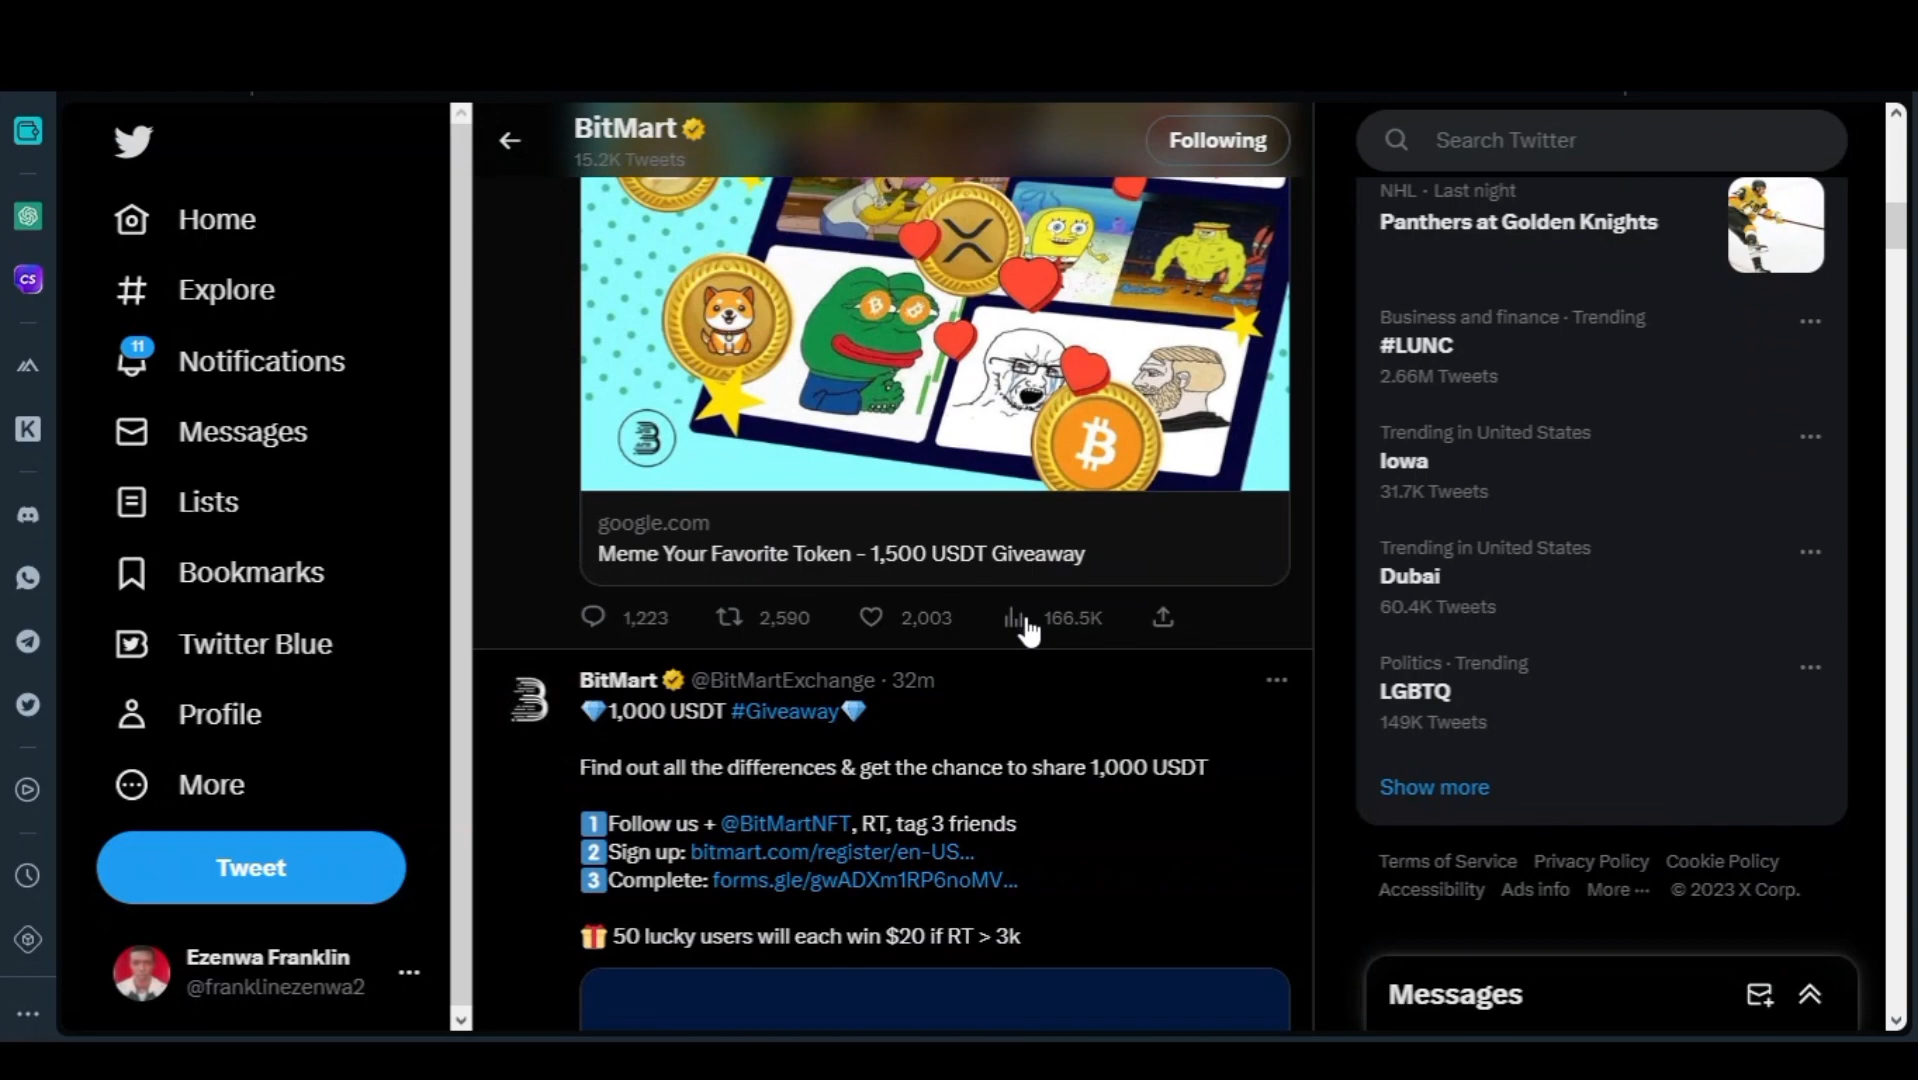 Home
Explore
11
Notifications
Messages
Lists
Bookmarks
Twitter Blue
Profile
More
Tweet
Ezenwa Franklin
@franklinezenwa2
CS
K
BitMart
15.2K Tweets
Following
google.com
Meme Your Favorite Token - 1,500 USDT Giveaway
1,223 2,590 2,003 166.5K
BitMart @BitMartExchange · 32m
💎1,000 USDT #Giveaway💎
Find out all the differences & get the chance to share 1,000 USDT
1️⃣Follow us + @BitMartNFT, RT, tag 3 friends
2️⃣Sign up: bitmart.com/register/en-US...
3️⃣Complete: forms.gle/gwADXm1RP6noMV...
🎁 50 lucky users will each win $20 if RT > 3k
Search Twitter
NHL · Last night
Panthers at Golden Knights
Business and finance · Trending
#LUNC
2.66M Tweets
Trending in United States
Iowa
31.7K Tweets
Trending in United States
Dubai
60.4K Tweets
Politics · Trending
LGBTQ
149K Tweets
Show more
Terms of Service Privacy Policy Cookie Policy
Accessibility Ads info More ··· © 2023 X Corp.
Messages